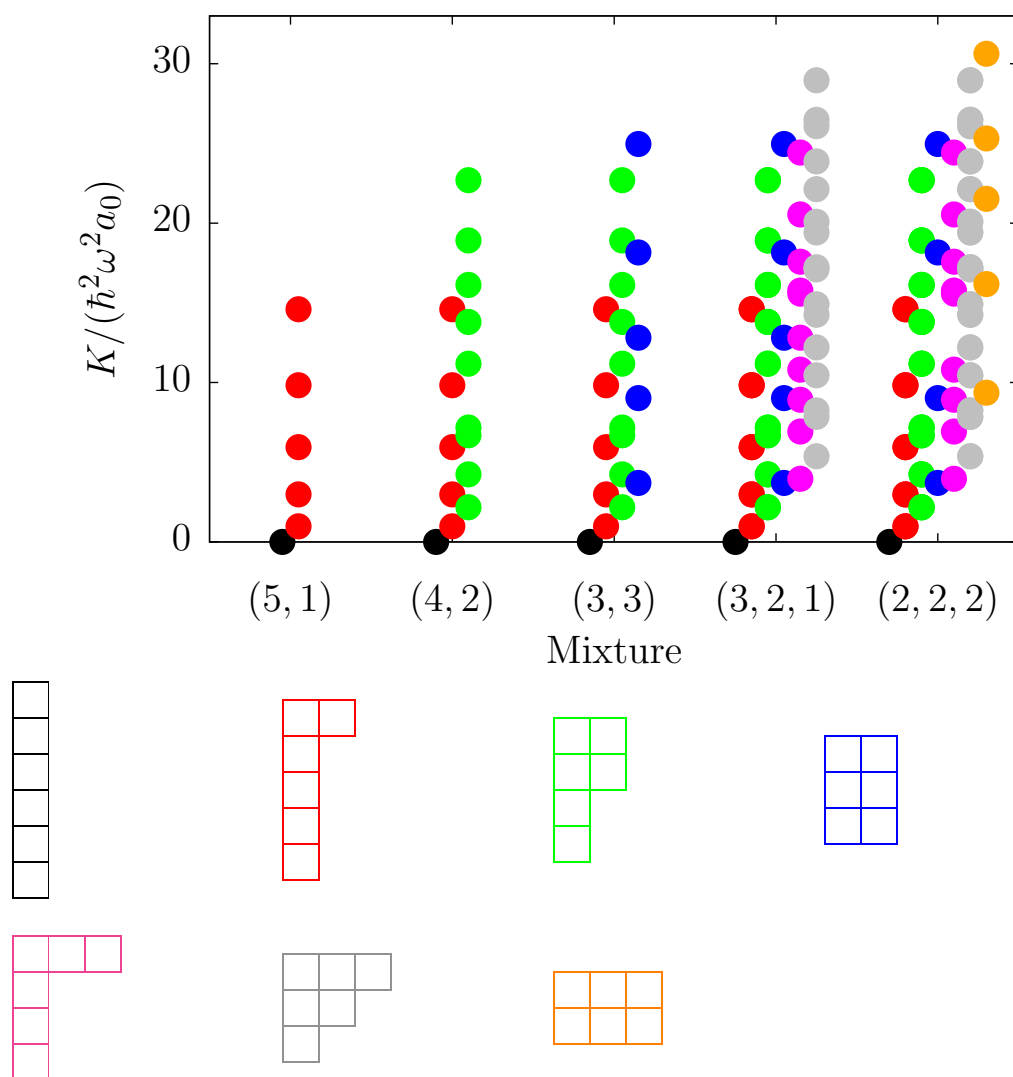 30
20
10
0
K/(ħ²ω²a₀)
(5, 1) (4, 2) (3, 3) (3, 2, 1) (2, 2, 2)
Mixture